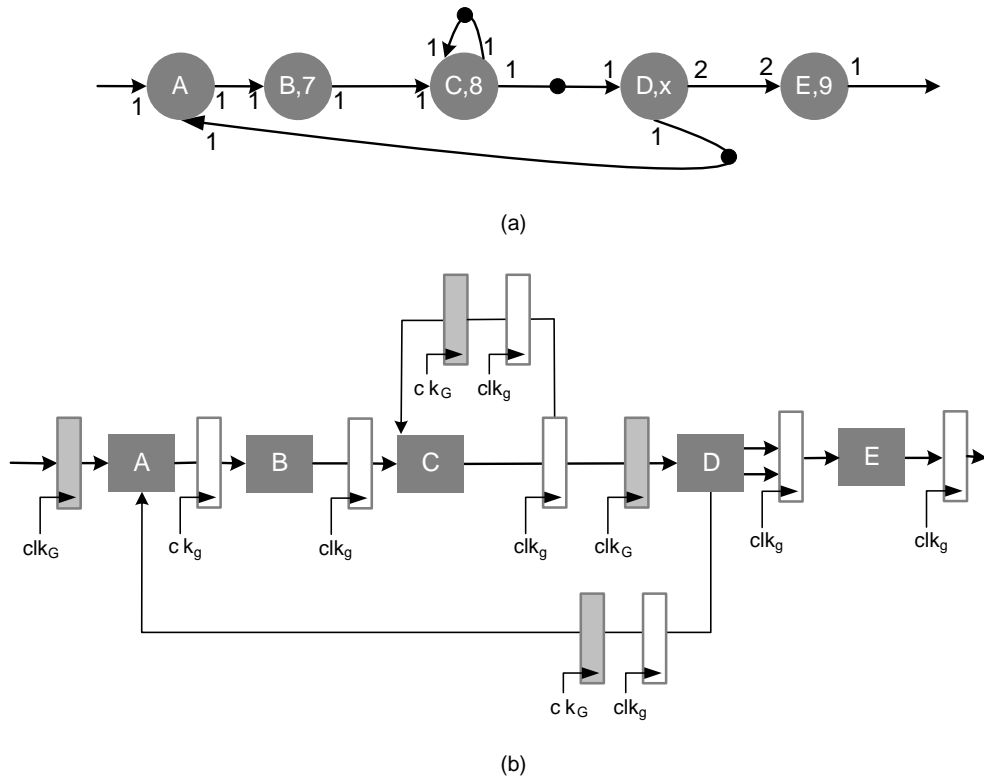 1 1 1 1 2 2 1
A B,7 C,8 D,x E,9
1 1 1 1 1
1 1
(a)
c k_G clk_g
A B C D E
clk_G c k_g clk_g clk_g clk_G clk_g clk_g
c k_G clk_g
(b)